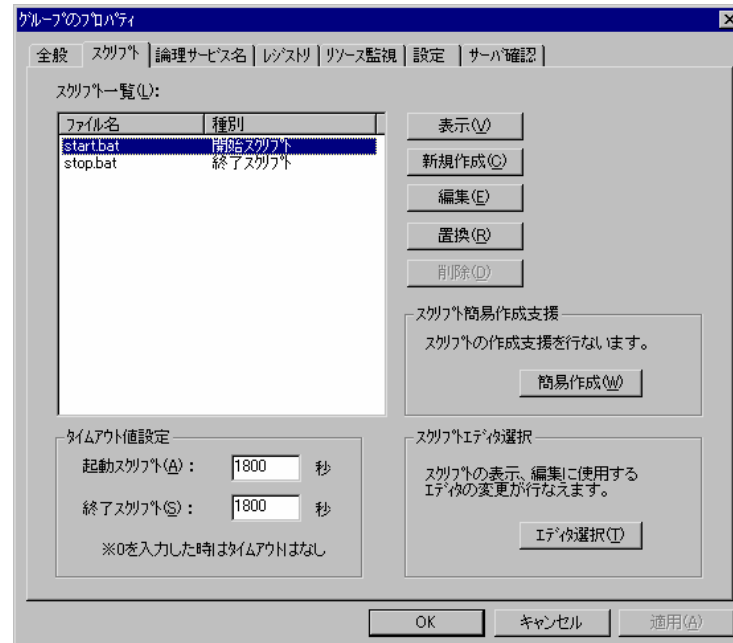 グループのプロパティ
全般 スクリプト 論理サービス名 レジストリ リソース監視 設定 サーバ確認
スクリプト一覧(L):
ファイル名 種別
start.bat 開始スクリプト
stop.bat 終了スクリプト
表示(V)
新規作成(C)
編集(E)
置換(R)
削除(D)
スクリプト簡易作成支援
スクリプトの作成支援を行ないます。
簡易作成(W)
タイムアウト値設定
起動スクリプト(A): 1800 秒
終了スクリプト(S): 1800 秒
※0を入力した時はタイムアウトはなし
スクリプトエディタ選択
スクリプトの表示、編集に使用する
エディタの変更が行なえます。
エディタ選択(T)
OK キャンセル 適用(A)